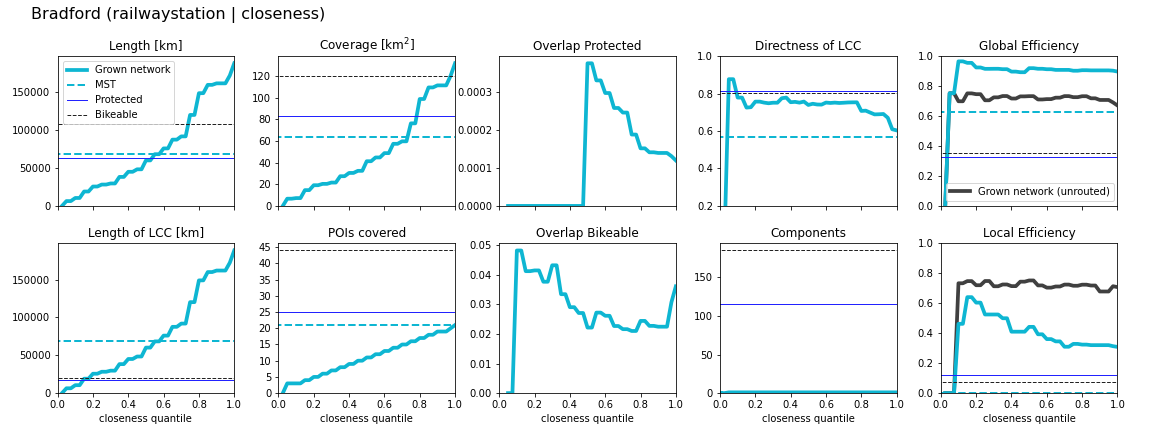 Bradford (railwaystation | closeness)
Length [km]
Grown network
MST
Protected
Bikeable
150000
100000
50000
0
Coverage [km²]
120
100
80
60
40
20
0
Overlap Protected
0.0003
0.0002
0.0001
0.0000
Directness of LCC
1.0
0.8
0.6
0.4
0.2
Global Efficiency
1.0
0.8
0.6
0.4
0.2
0.0
Grown network (unrouted)
Length of LCC [km]
150000
100000
50000
0
0.0 0.2 0.4 0.6 0.8 1.0
closeness quantile
POIs covered
45
40
35
30
25
20
15
10
5
0
0.0 0.2 0.4 0.6 0.8 1.0
closeness quantile
Overlap Bikeable
0.05
0.04
0.03
0.02
0.01
0.00
0.0 0.2 0.4 0.6 0.8 1.0
closeness quantile
Components
150
100
50
0
0.0 0.2 0.4 0.6 0.8 1.0
closeness quantile
Local Efficiency
1.0
0.8
0.6
0.4
0.2
0.0
0.0 0.2 0.4 0.6 0.8 1.0
closeness quantile